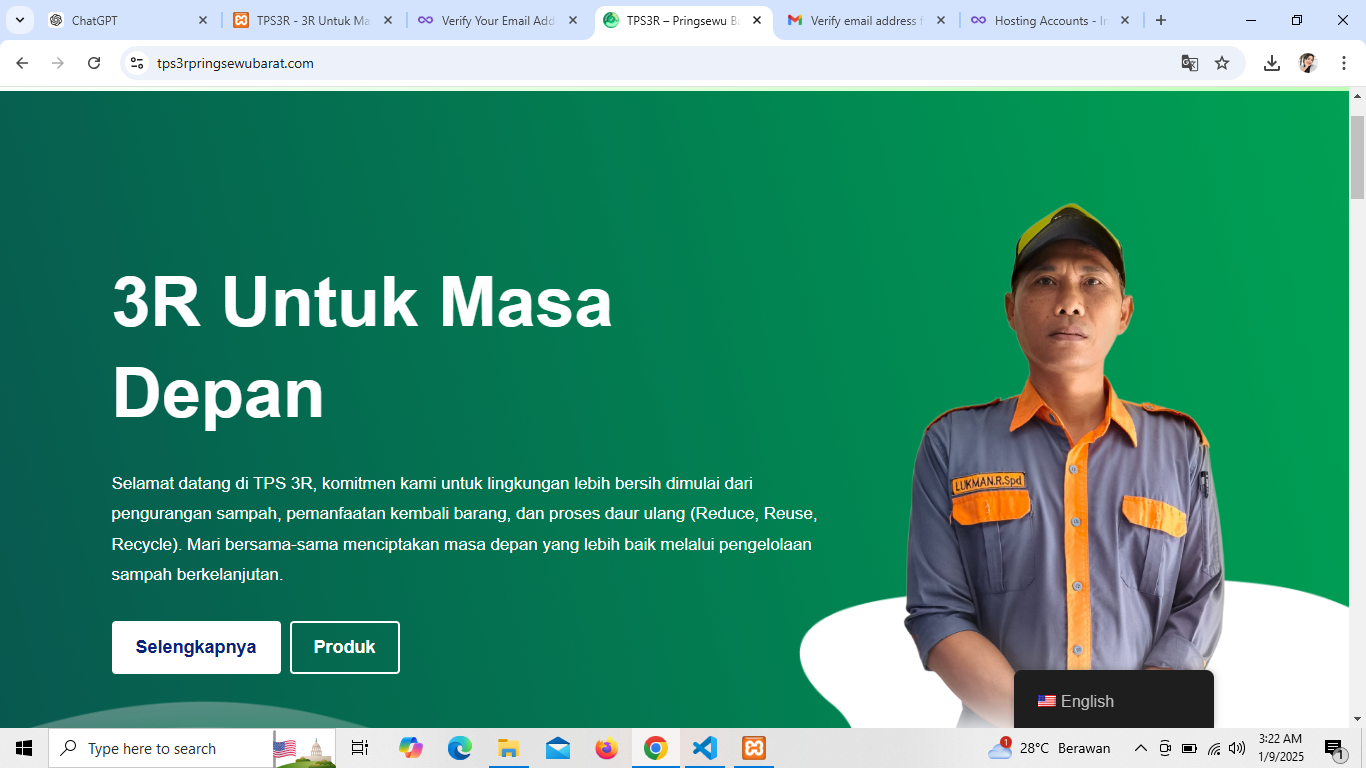 ChatGPT
TPS3R - 3R Untuk Ma
Verify Your Email Add
TPS3R – Pringsewu Ba
Verify email address f
Hosting Accounts - In
tps3rpringsewubarat.com
3R Untuk Masa
Depan
Selamat datang di TPS 3R, komitmen kami untuk lingkungan lebih bersih dimulai dari
pengurangan sampah, pemanfaatan kembali barang, dan proses daur ulang (Reduce, Reuse,
Recycle). Mari bersama-sama menciptakan masa depan yang lebih baik melalui pengelolaan
sampah berkelanjutan.
Selengkapnya
Produk
LUKMAN.R.Spd
English
Type here to search
1
28°C Berawan
3:22 AM
1/9/2025
1